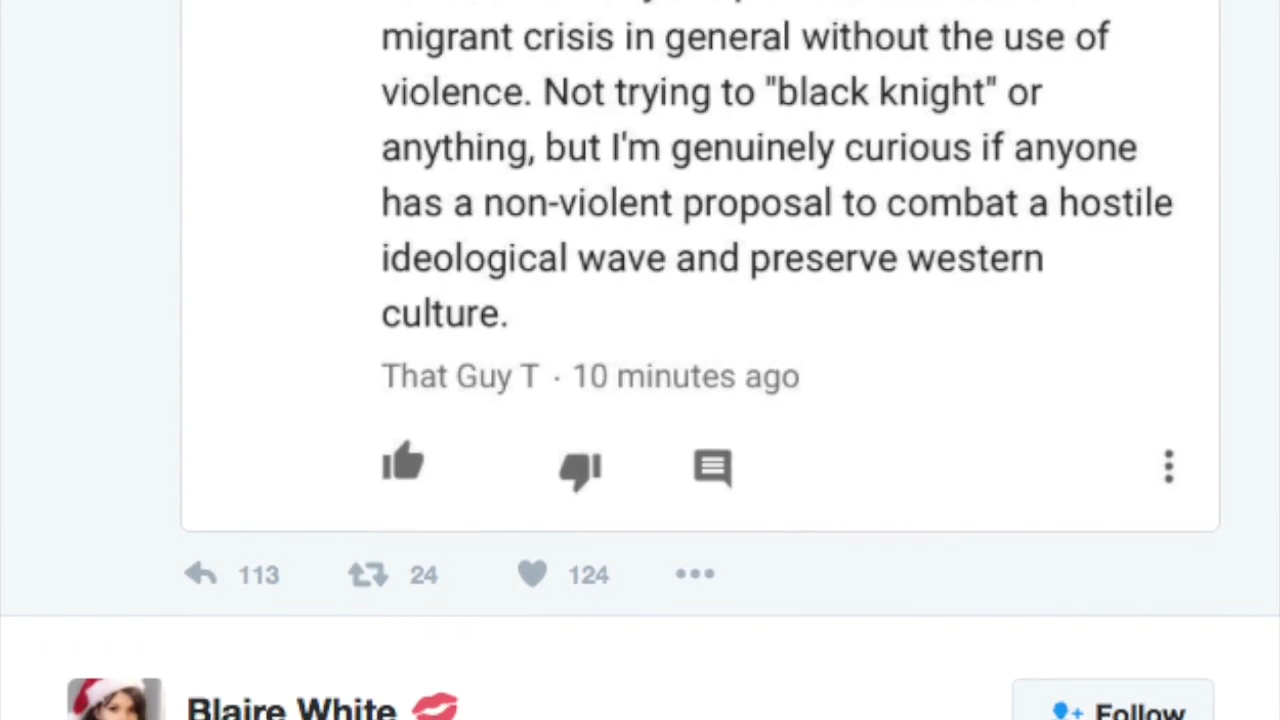 migrant crisis in general without the use of
violence. Not trying to "black knight" or
anything, but I'm genuinely curious if anyone
has a non-violent proposal to combat a hostile
ideological wave and preserve western
culture.
That Guy T · 10 minutes ago
113 24 124
Blaire White 💋
Follow